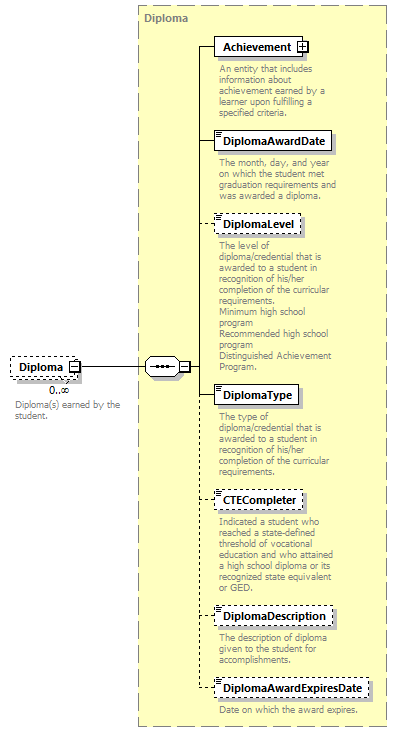 Diploma
Achievement
An entity that includes
information about
achievement earned by a
learner upon fulfilling a
specified criteria.
DiplomaAwardDate
The month, day, and year
on which the student met
graduation requirements and
was awarded a diploma.
DiplomaLevel
The level of
diploma/credential that is
awarded to a student in
recognition of his/her
completion of the curricular
requirements.
Minimum high school
program
Recommended high school
program
Distinguished Achievement
Program.
Diploma
0..∞
Diploma(s) earned by the
student.
DiplomaType
The type of
diploma/credential that is
awarded to a student in
recognition of his/her
completion of the curricular
requirements.
CTECompleter
Indicated a student who
reached a state-defined
threshold of vocational
education and who attained
a high school diploma or its
recognized state equivalent
or GED.
DiplomaDescription
The description of diploma
given to the student for
accomplishments.
DiplomaAwardExpiresDate
Date on which the award expires.